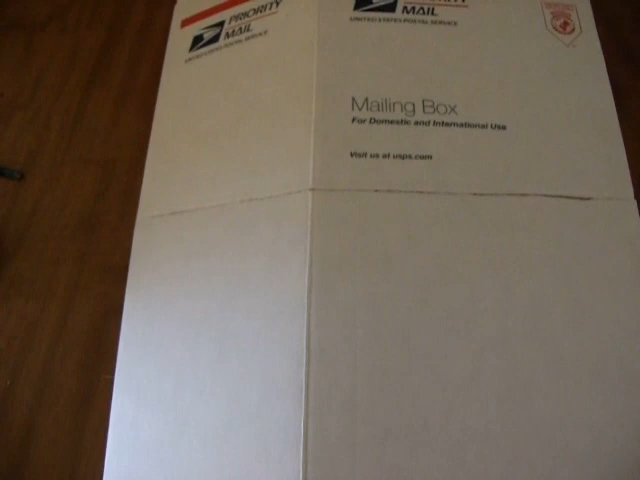 PRIORITY
MAIL
UNITED STATES POSTAL SERVICE
PRIORITY
MAIL
UNITED STATES POSTAL SERVICE
Mailing Box
For Domestic and International Use
Visit us at usps.com